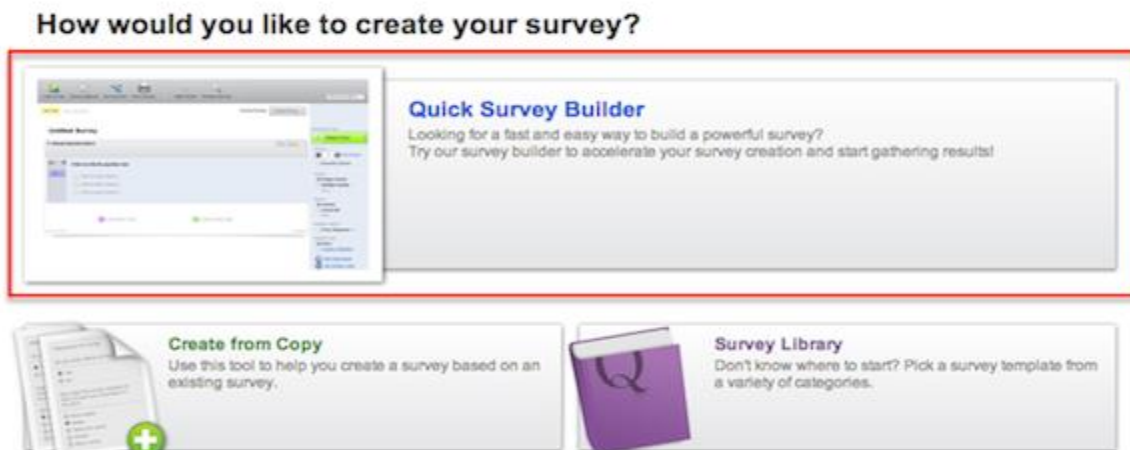 How would you like to create your survey?
Quick Survey Builder
Looking for a fast and easy way to build a powerful survey?
Try our survey builder to accelerate your survey creation and start gathering results!
Untitled Survey
Create from Copy
Use this tool to help you create a survey based on an
existing survey.
Q
Survey Library
Don't know where to start? Pick a survey template from
a variety of categories.